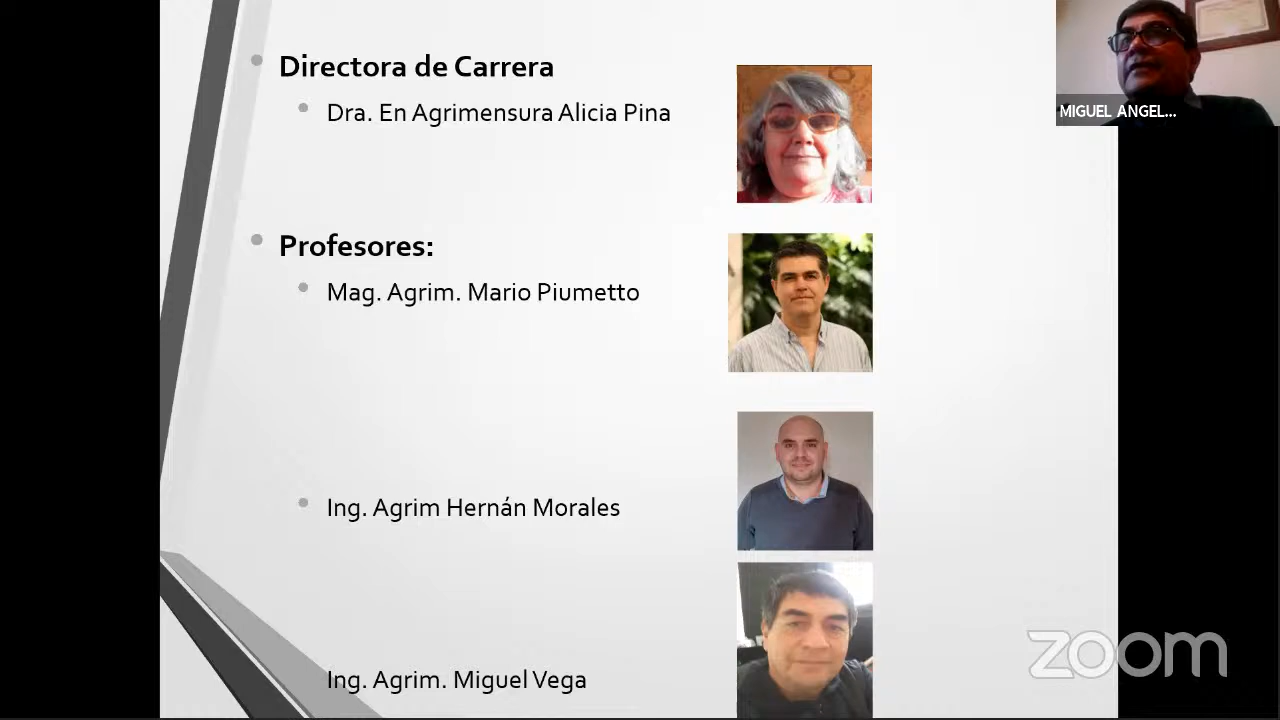 Directora de Carrera
Dra. En Agrimensura Alicia Pina
MIGUEL ANGEL...
Profesores:
Mag. Agrim. Mario Piumetto
Ing. Agrim Hernán Morales
Ing. Agrim. Miguel Vega
zoom